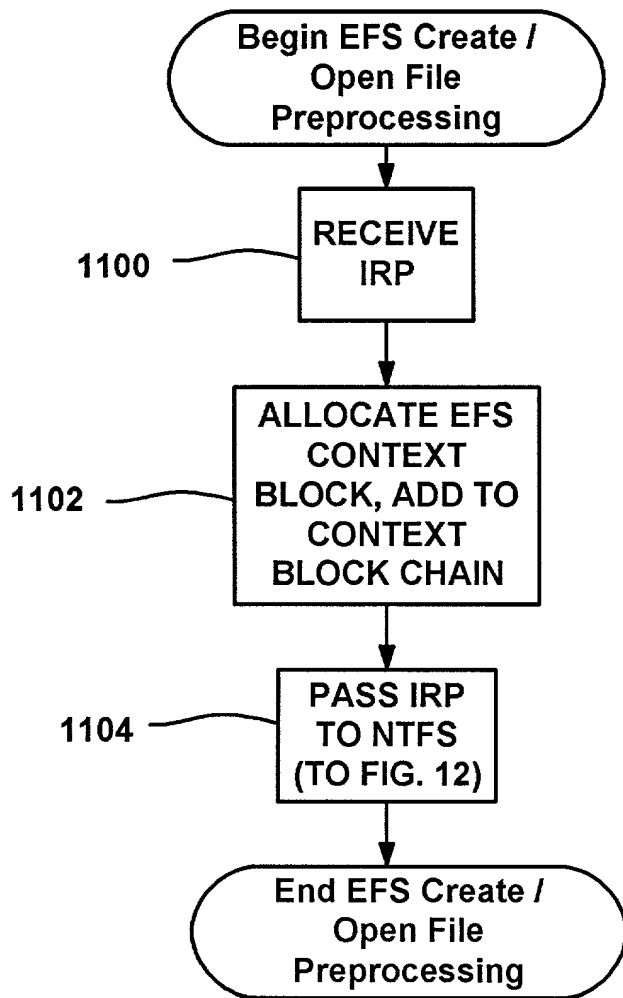 Begin EFS Create /
Open File
Preprocessing
RECEIVE
IRP
1100
ALLOCATE EFS
CONTEXT
BLOCK, ADD TO
CONTEXT
BLOCK CHAIN
1102
PASS IRP
TO NTFS
(TO FIG. 12)
1104
End EFS Create /
Open File
Preprocessing